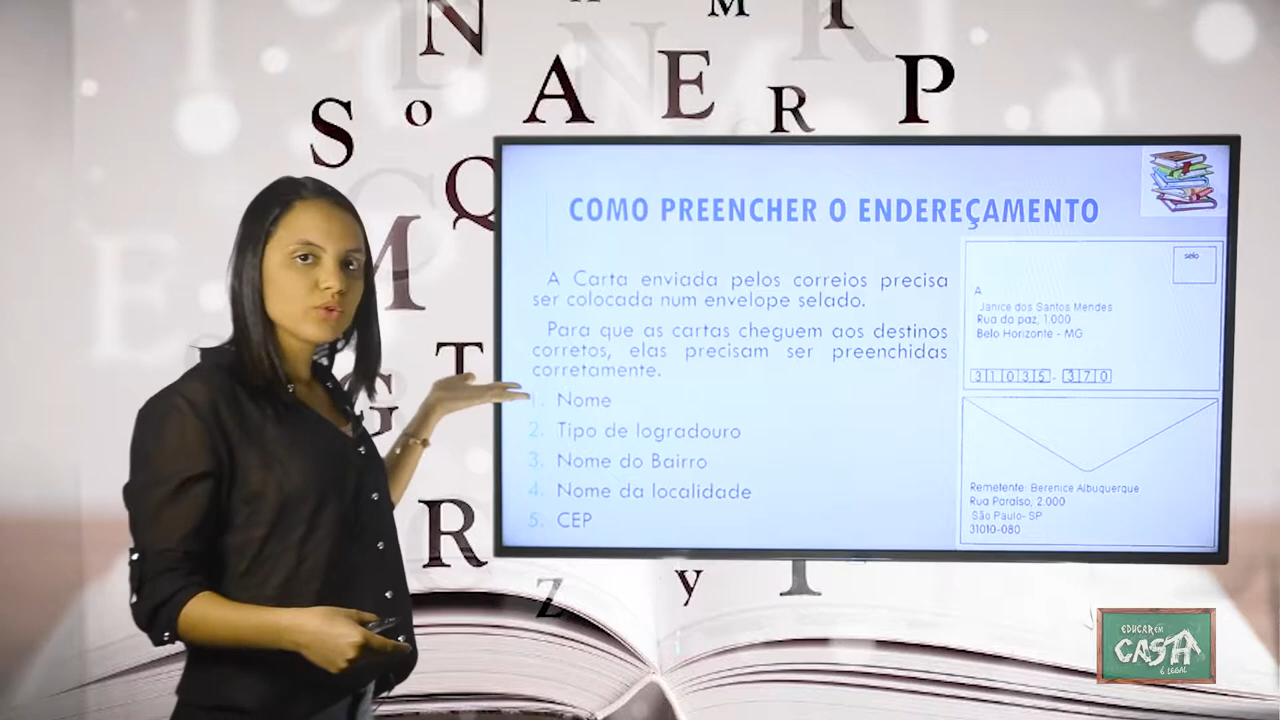 N
M
I
S
o
A
E
R
P
Q
M
T
G
R
z
y
I
COMO PREENCHER O ENDEREÇAMENTO
A Carta enviada pelos correios precisa
ser colocada num envelope selado.
Para que as cartas cheguem aos destinos
corretos, elas precisam ser preenchidas
corretamente.
1. Nome
2. Tipo de logradouro
3. Nome do Bairro
4. Nome da localidade
5. CEP
selo
A
Janice dos Santos Mendes
Rua da paz, 1.000
Belo Horizonte - MG
31035-370
Remetente: Berenice Albuquerque
Rua Paraíso, 2.000
São Paulo- SP
31010-080
EDUCAR EM
CASA
É LEGAL